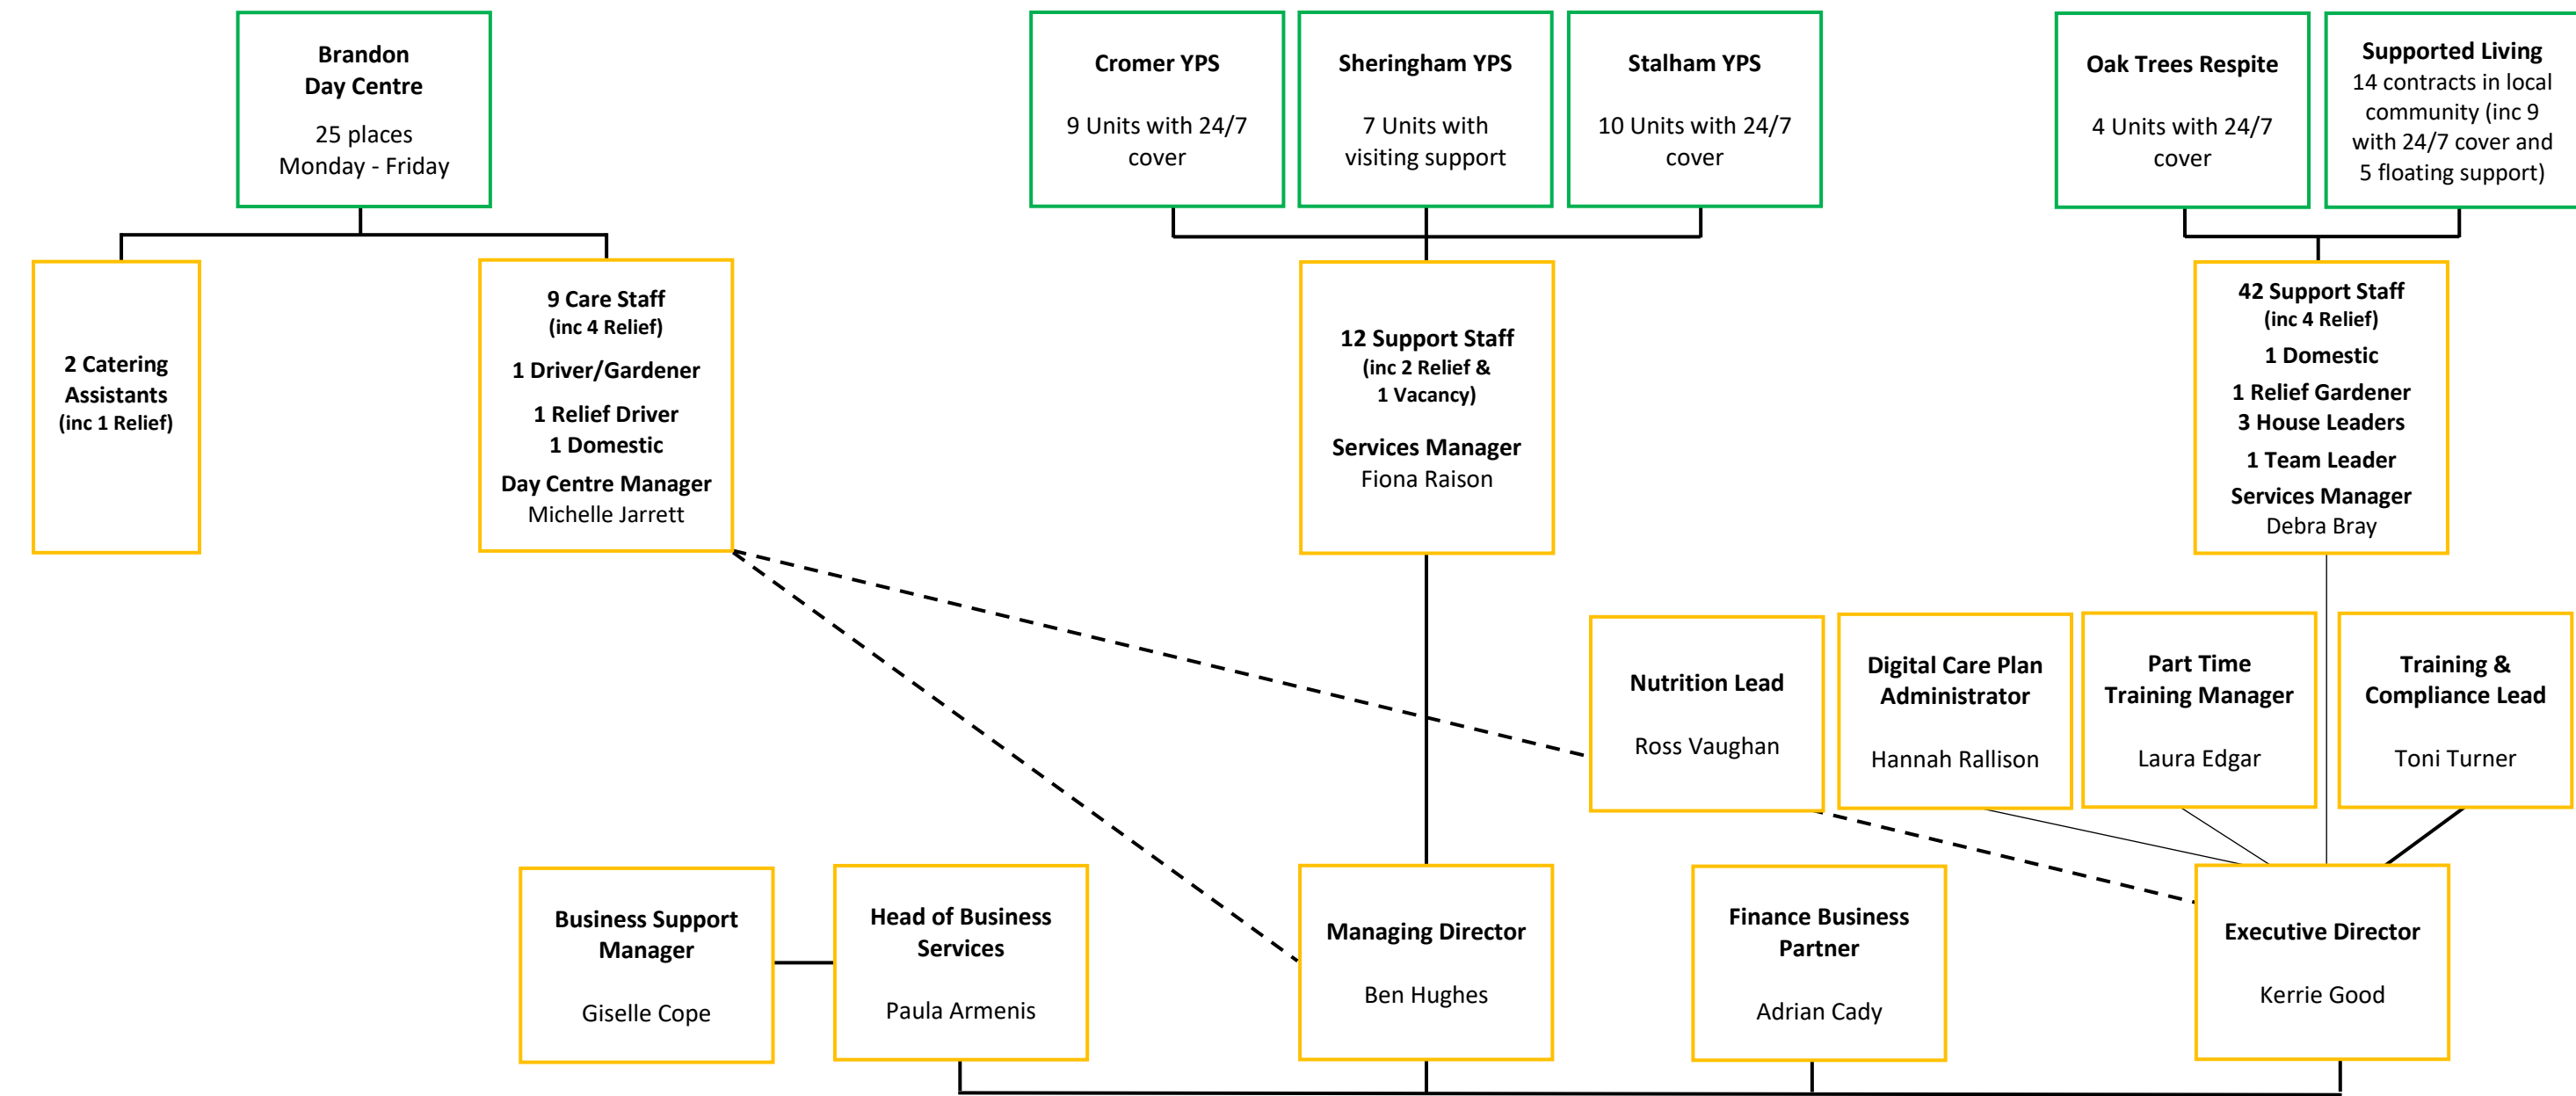 Brandon
Day Centre
25 places
Monday - Friday
Cromer YPS
9 Units with 24/7
cover
Sheringham YPS
7 Units with
visiting support
Stalham YPS
10 Units with 24/7
cover
Oak Trees Respite
4 Units with 24/7
cover
Supported Living
14 contracts in local
community (inc 9
with 24/7 cover and
5 floating support)
2 Catering
Assistants
(inc 1 Relief)
9 Care Staff
(inc 4 Relief)
1 Driver/Gardener
1 Relief Driver
1 Domestic
Day Centre Manager
Michelle Jarrett
12 Support Staff
(inc 2 Relief &
1 Vacancy)
Services Manager
Fiona Raison
42 Support Staff
(inc 4 Relief)
1 Domestic
1 Relief Gardener
3 House Leaders
1 Team Leader
Services Manager
Debra Bray
Nutrition Lead
Ross Vaughan
Digital Care Plan
Administrator
Hannah Rallison
Part Time
Training Manager
Laura Edgar
Training &
Compliance Lead
Toni Turner
Business Support
Manager
Giselle Cope
Head of Business
Services
Paula Armenis
Managing Director
Ben Hughes
Finance Business
Partner
Adrian Cady
Executive Director
Kerrie Good